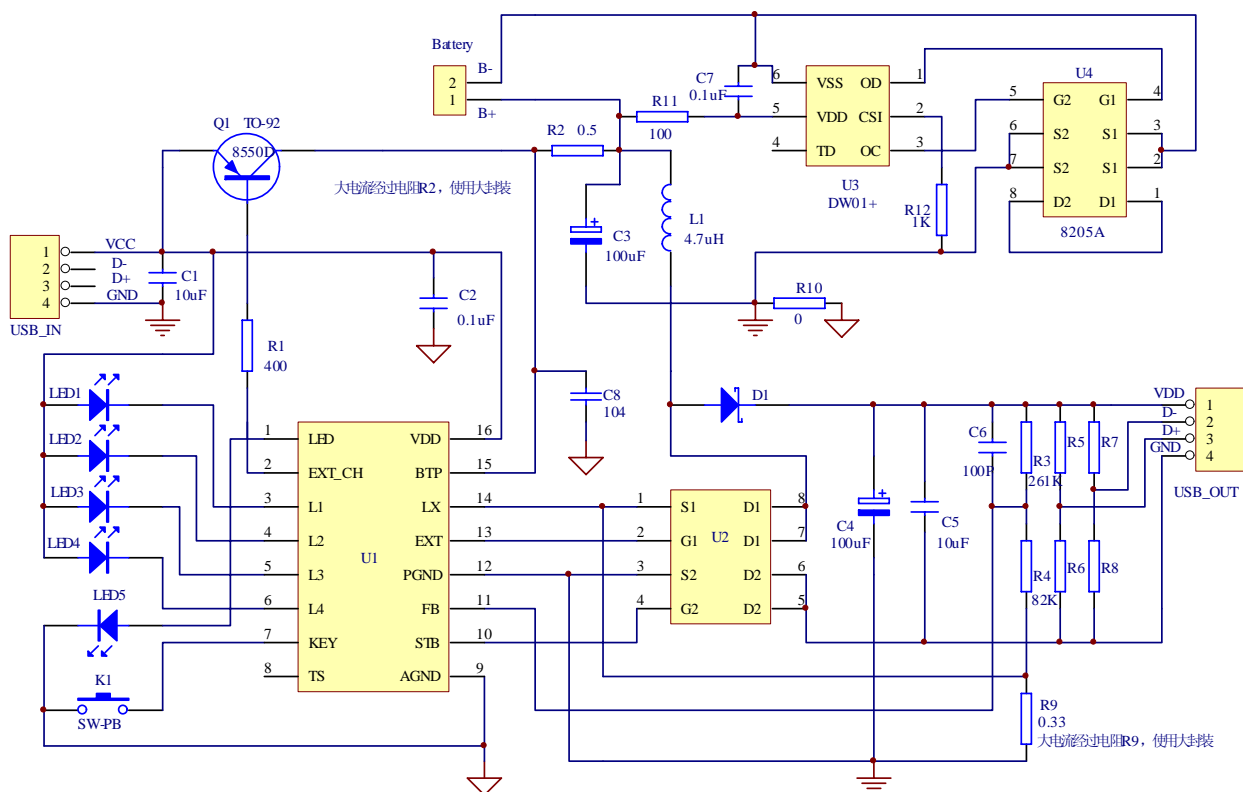 Battery
B-
2
1
B+
C7
0.1uF
6
VSS
OD
1
5
VDD
CSI
2
4
TD
OC
3
U3
DW01+
R11
100
U4
5
G2
G1
4
6
S2
S1
3
7
S2
S1
2
8
D2
D1
1
8205A
R12
1K
Q1
TO-92
8550D
R2
0.5
大电流经过电阻R2，使用大封装
C3
100uF
L1
4.7uH
R10
0
1
VCC
2
D-
3
D+
4
GND
USB_IN
C1
10uF
C2
0.1uF
R1
400
C8
104
LED1
LED2
LED3
LED4
LED5
K1
SW-PB
1
LED
VDD
16
2
EXT_CH
BTP
15
3
L1
LX
14
4
L2
EXT
13
U1
5
L3
PGND
12
6
L4
FB
11
7
KEY
STB
10
8
TS
AGND
9
D1
1
S1
D1
8
2
G1
D1
7
U2
3
S2
D2
6
4
G2
D2
5
C4
100uF
C5
10uF
C6
100P
R3
261K
R5
R7
R4
82K
R6
R8
R9
0.33
大电流经过电阻R9，使用大封装
VDD
1
D-
2
D+
3
GND
4
USB_OUT